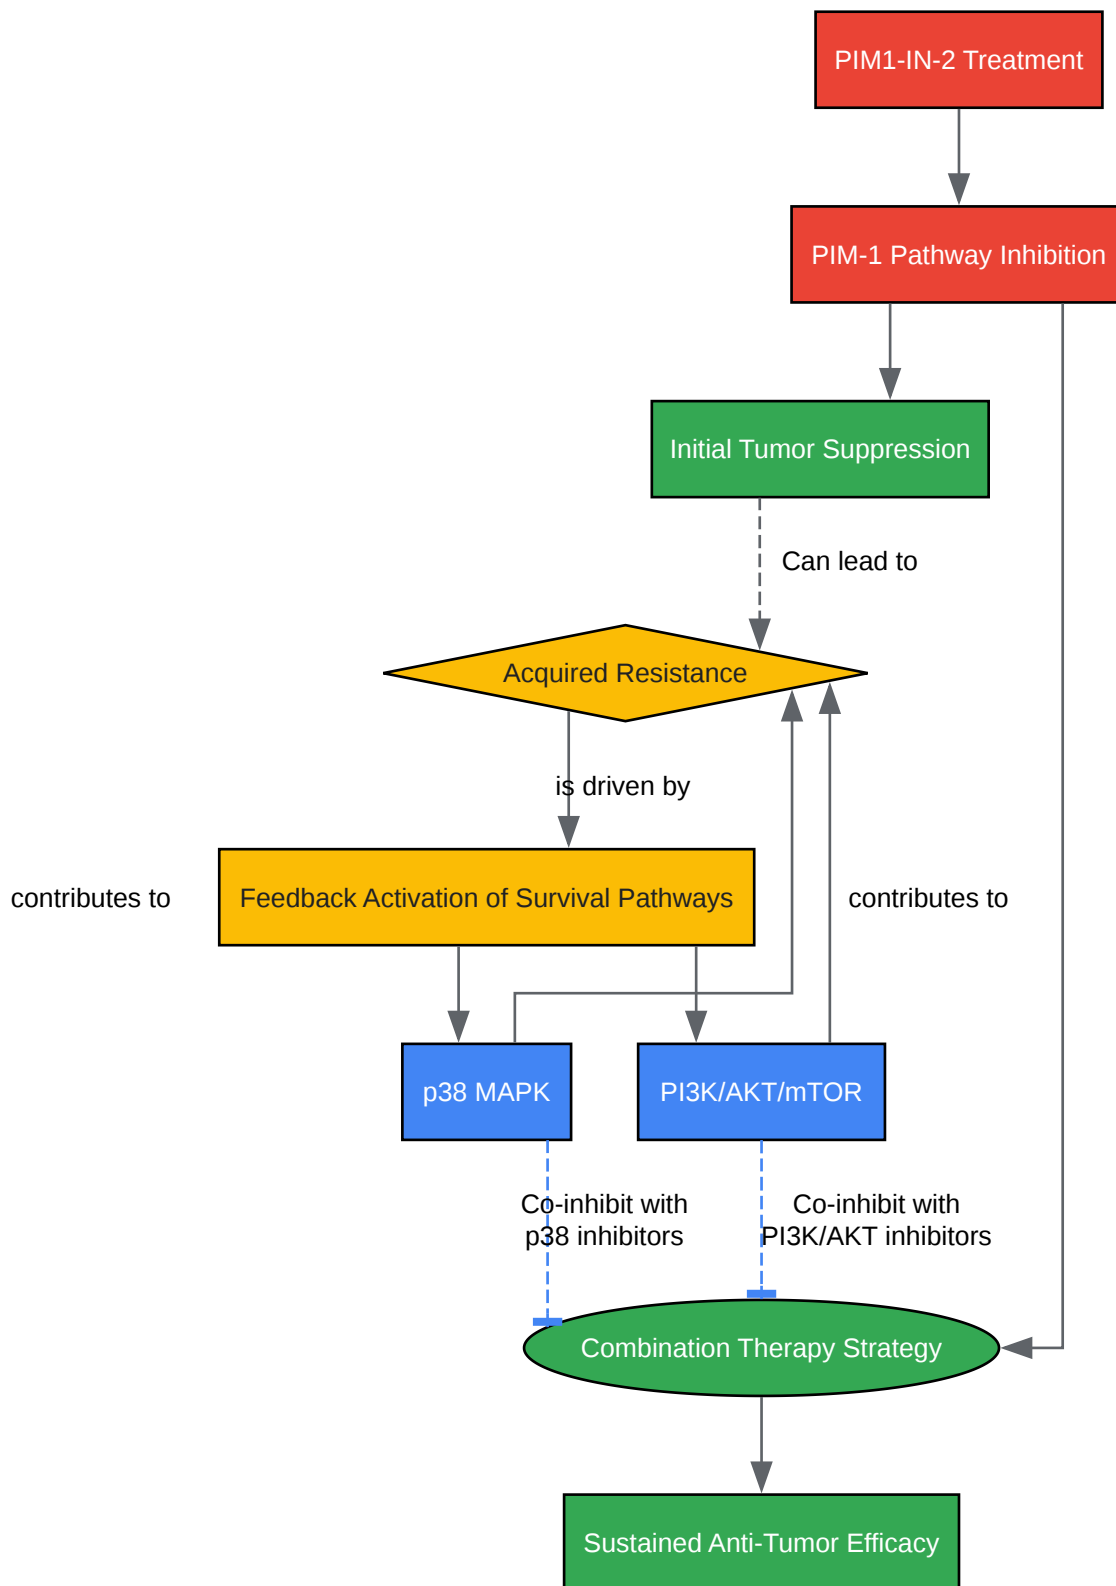 PIM1-IN-2 Treatment
PIM-1 Pathway Inhibition
Initial Tumor Suppression
Can lead to
Acquired Resistance
is driven by
contributes to
Feedback Activation of Survival Pathways
contributes to
p38 MAPK
PI3K/AKT/mTOR
Co-inhibit with
p38 inhibitors
Co-inhibit with
PI3K/AKT inhibitors
Combination Therapy Strategy
Sustained Anti-Tumor Efficacy